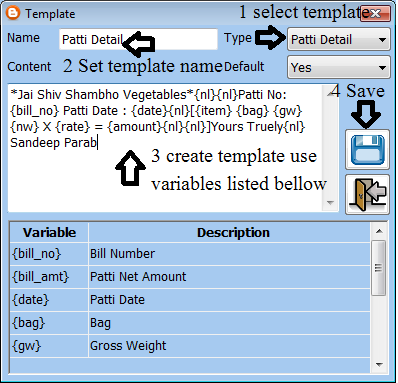 Template
1 select template
Name Patti Detail Type Patti Detail
Content 2 Set template name Default Yes
4 Save
*Jai Shiv Shambho Vegetables*{nl}{nl}Patti No:
{bill_no} Patti Date : {date}{nl}[{item} {bag} {gw}
{nw} X {rate} = {amount}{nl}{nl}]Yours Truely{nl}
Sandeep Parab
3 create template use
variables listed bellow
Variable Description
{bill_no} Bill Number
{bill_amt} Patti Net Amount
{date} Patti Date
{bag} Bag
{gw} Gross Weight